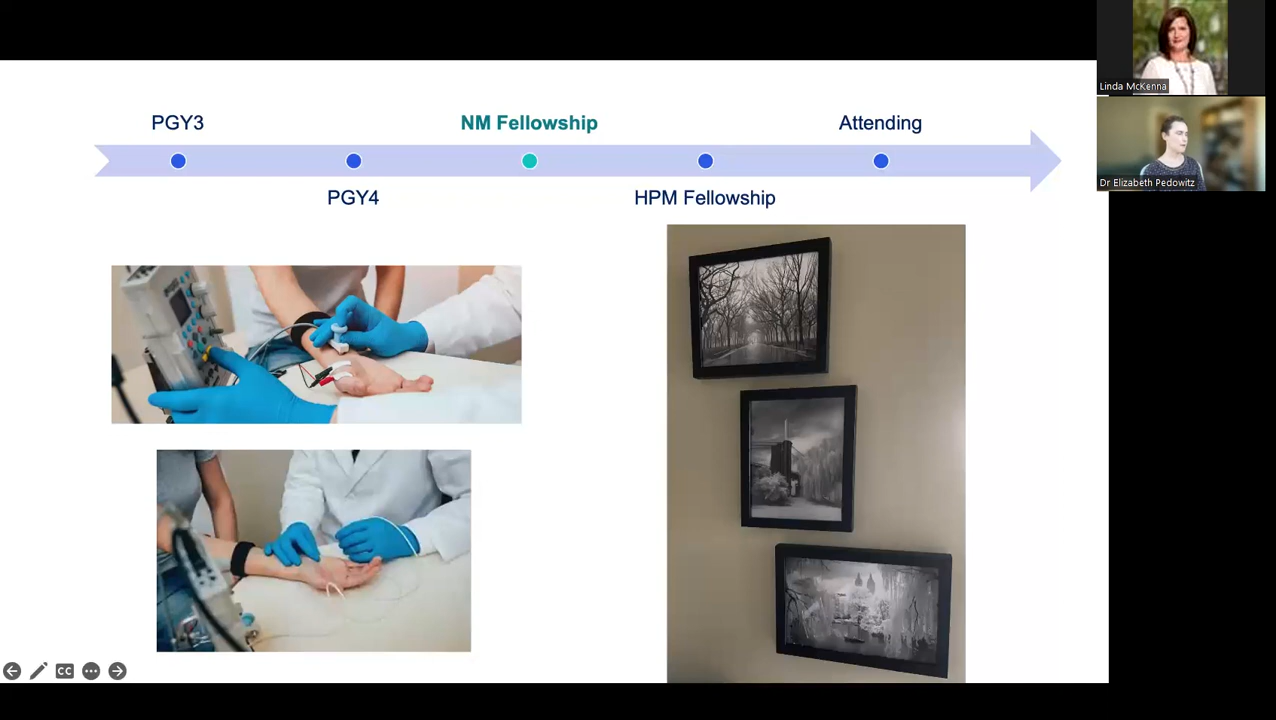 PGY3
NM Fellowship
Attending
PGY4
HPM Fellowship
Linda McKenna
Dr Elizabeth Pedowitz
CC